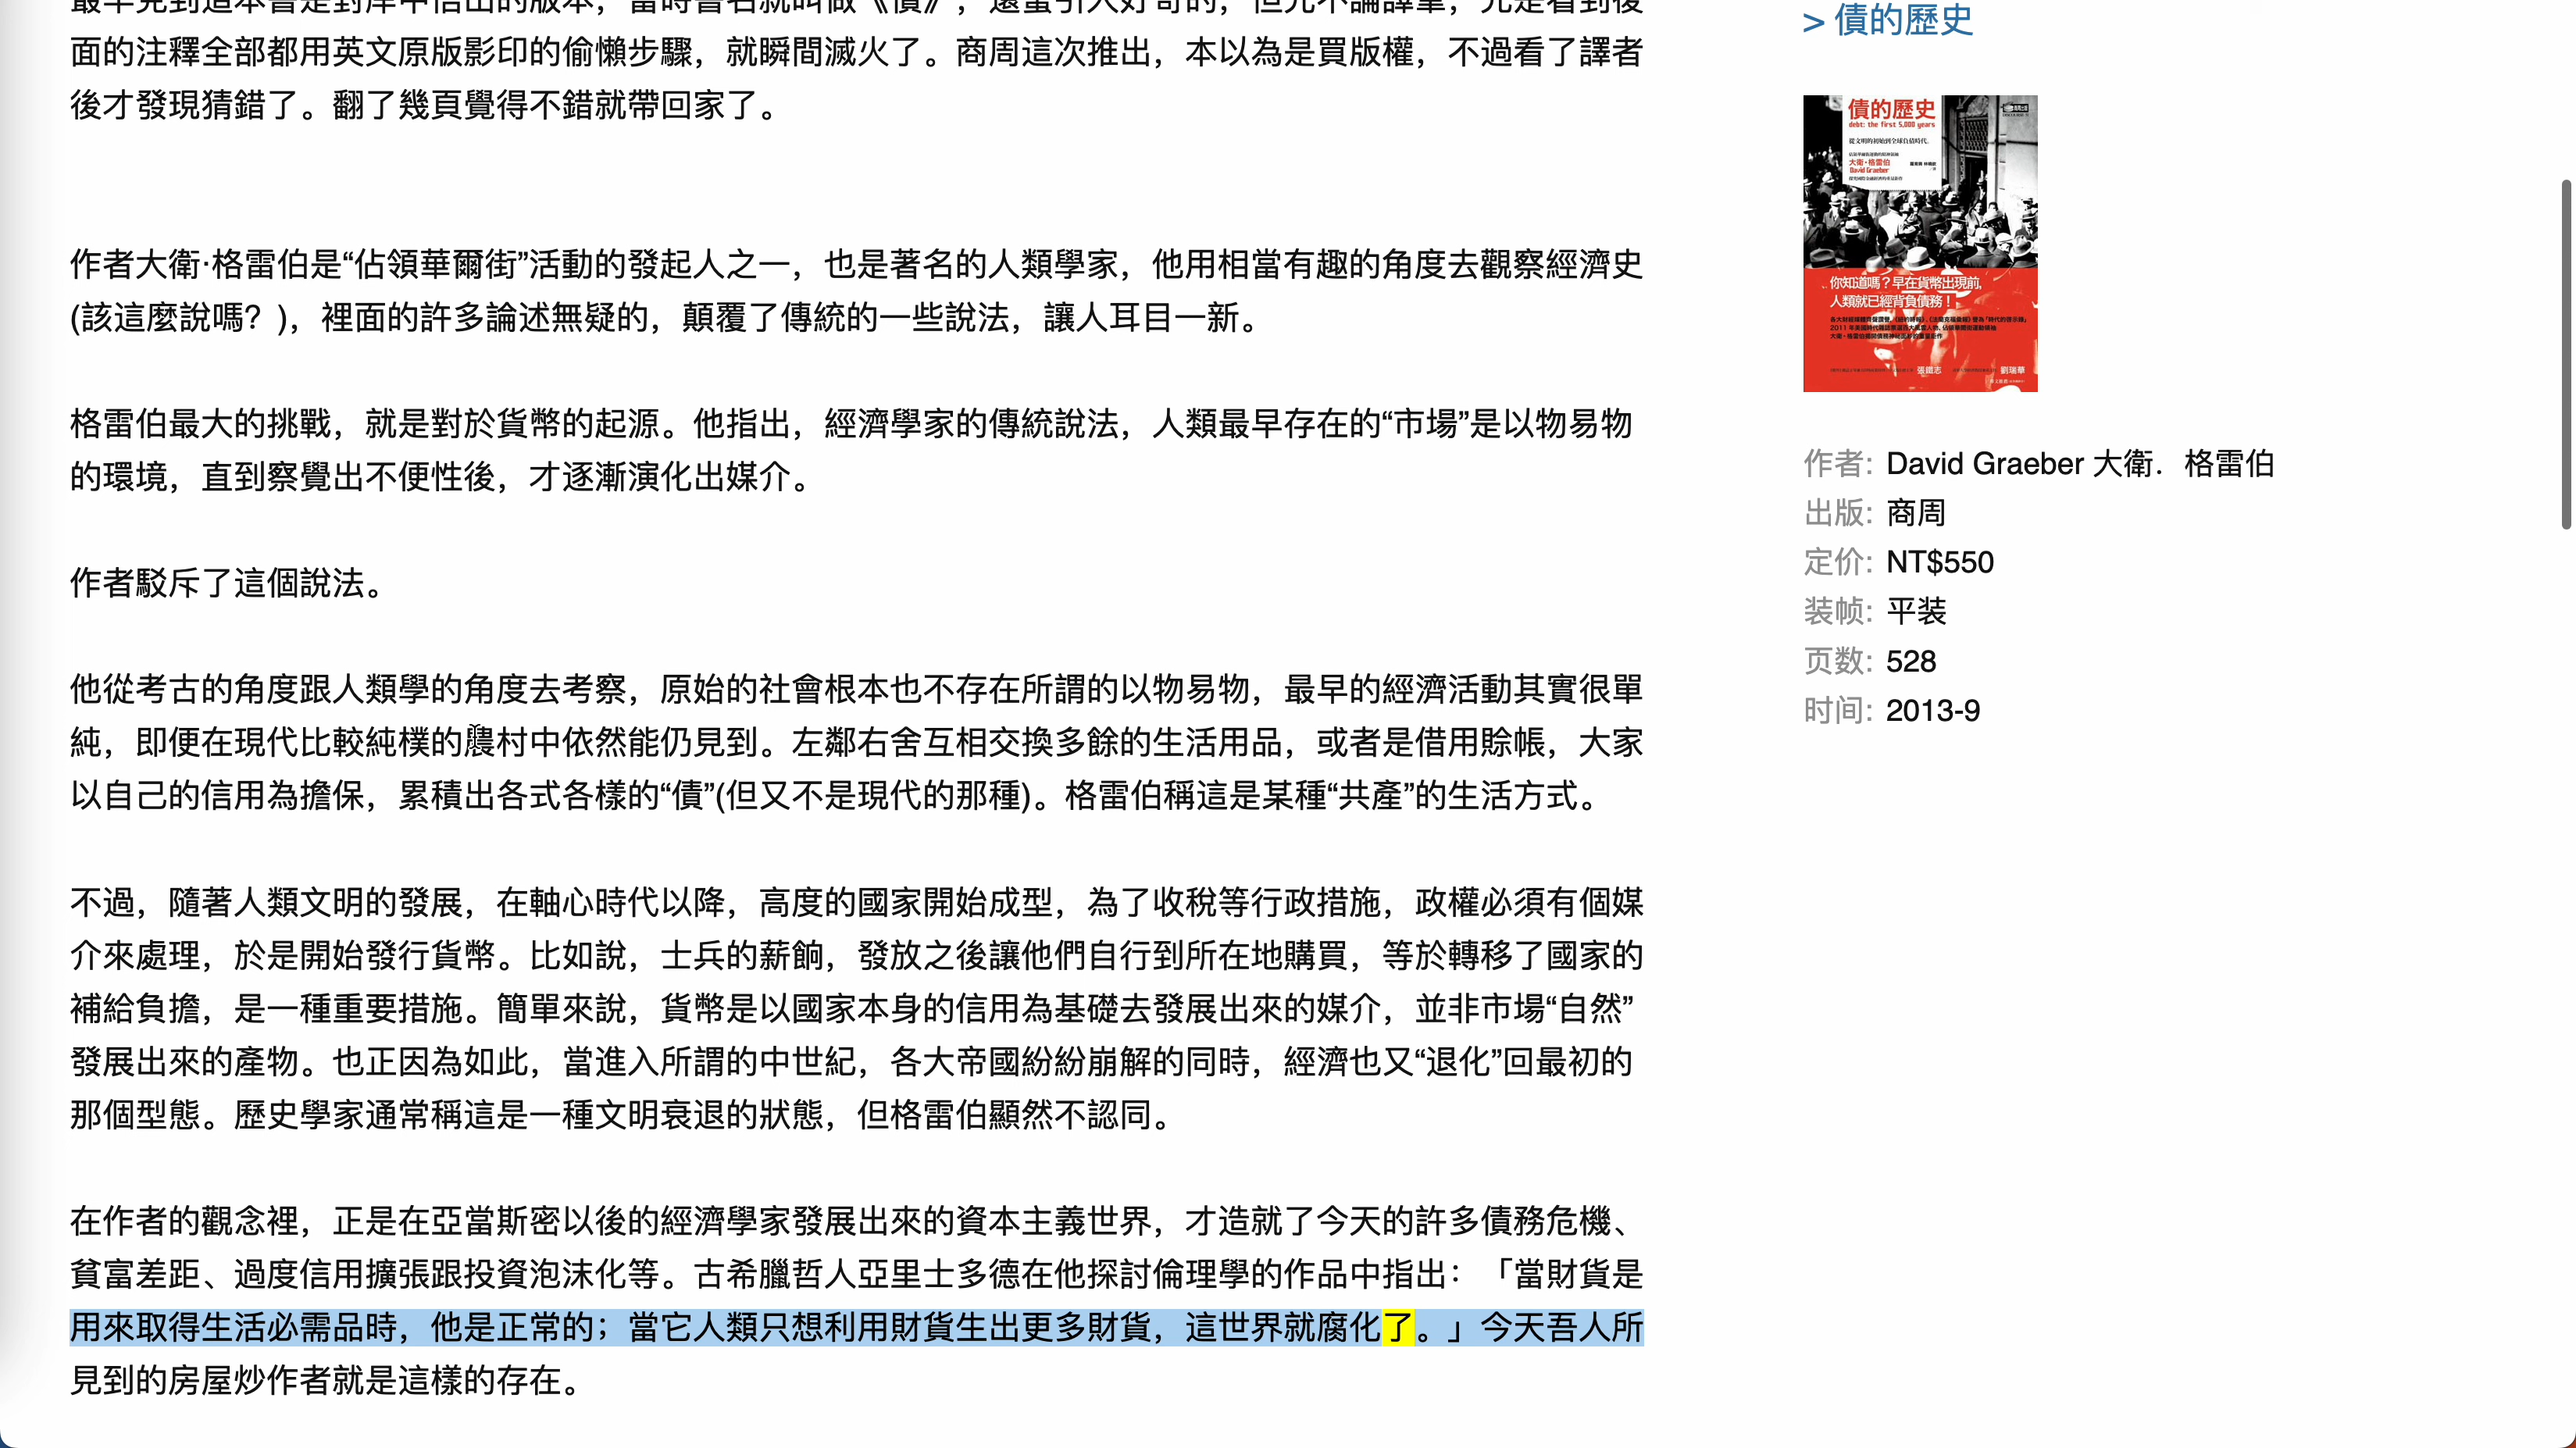 面的注釋全部都用英文原版影印的偷懶步驟，就瞬間滅火了。商周這次推出，本以為是買版權，不過看了譯者
後才發現猜錯了。翻了幾頁覺得不錯就帶回家了。
作者大衛·格雷伯是“佔領華爾街”活動的發起人之一，也是著名的人類學家，他用相當有趣的角度去觀察經濟史
(該這麼說嗎？)，裡面的許多論述無疑的，顛覆了傳統的一些說法，讓人耳目一新。
格雷伯最大的挑戰，就是對於貨幣的起源。他指出，經濟學家的傳統說法，人類最早存在的“市場”是以物易物
的環境，直到察覺出不便性後，才逐漸演化出媒介。
作者駁斥了這個說法。
他從考古的角度跟人類學的角度去考察，原始的社會根本也不存在所謂的以物易物，最早的經濟活動其實很單
純，即便在現代比較純樸的農村中依然能仍見到。左鄰右舍互相交換多餘的生活用品，或者是借用賒帳，大家
以自己的信用為擔保，累積出各式各樣的“債”(但又不是現代的那種)。格雷伯稱這是某種“共產”的生活方式。
不過，隨著人類文明的發展，在軸心時代以降，高度的國家開始成型，為了收稅等行政措施，政權必須有個媒
介來處理，於是開始發行貨幣。比如說，士兵的薪餉，發放之後讓他們自行到所在地購買，等於轉移了國家的
補給負擔，是一種重要措施。簡單來說，貨幣是以國家本身的信用為基礎去發展出來的媒介，並非市場“自然”
發展出來的產物。也正因為如此，當進入所謂的中世紀，各大帝國紛紛崩解的同時，經濟也又“退化”回最初的
那個型態。歷史學家通常稱這是一種文明衰退的狀態，但格雷伯顯然不認同。
在作者的觀念裡，正是在亞當斯密以後的經濟學家發展出來的資本主義世界，才造就了今天的許多債務危機、
貧富差距、過度信用擴張跟投資泡沫化等。古希臘哲人亞里士多德在他探討倫理學的作品中指出：「當財貨是
用來取得生活必需品時，他是正常的；當它人類只想利用財貨生出更多財貨，這世界就腐化了。」今天吾人所
見到的房屋炒作者就是這樣的存在。
> 債的歷史
債的歷史
debt: the first 5,000 years
從文明的初始到全球負債時代。
大衛·格雷伯
David Graeber
你知道嗎？早在貨幣出現前，
人類就已經背負債務！
張鐵志
劉瑞華
作者: David Graeber 大衛．格雷伯
出版: 商周
定价: NT$550
装帧: 平装
页数: 528
时间: 2013-9